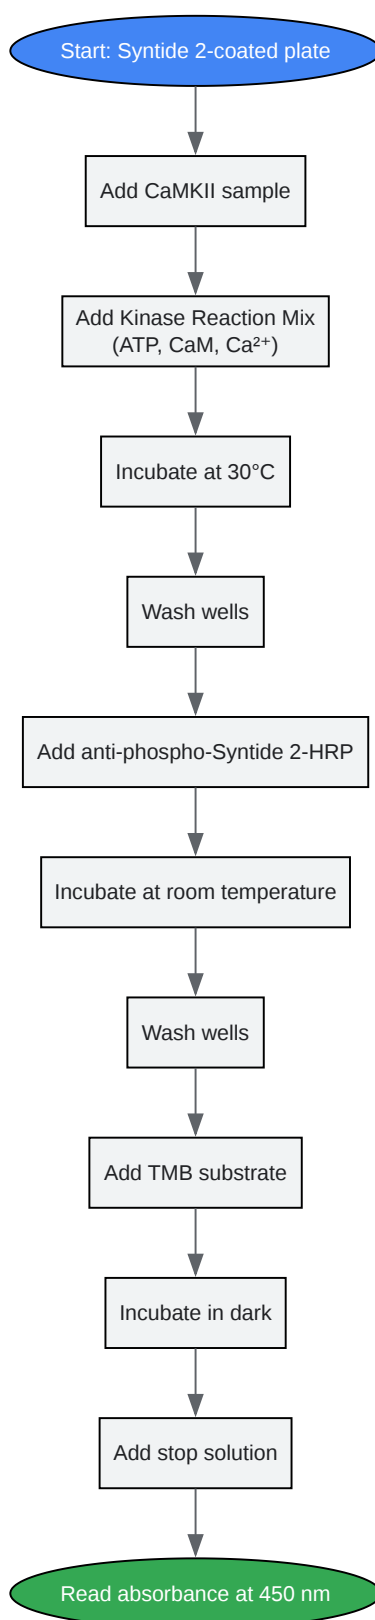 Start: Syntide 2-coated plate
Add CaMKII sample
Add Kinase Reaction Mix
(ATP, CaM, Ca²⁺)
Incubate at 30°C
Wash wells
Add anti-phospho-Syntide 2-HRP
Incubate at room temperature
Wash wells
Add TMB substrate
Incubate in dark
Add stop solution
Read absorbance at 450 nm